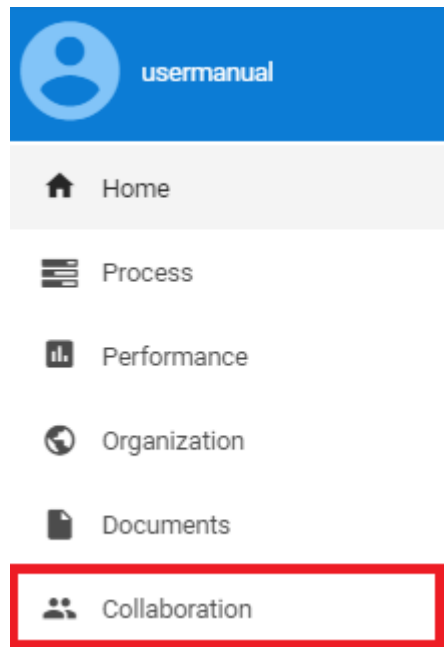 usermanual
Home
Process
Performance
Organization
Documents
Collaboration